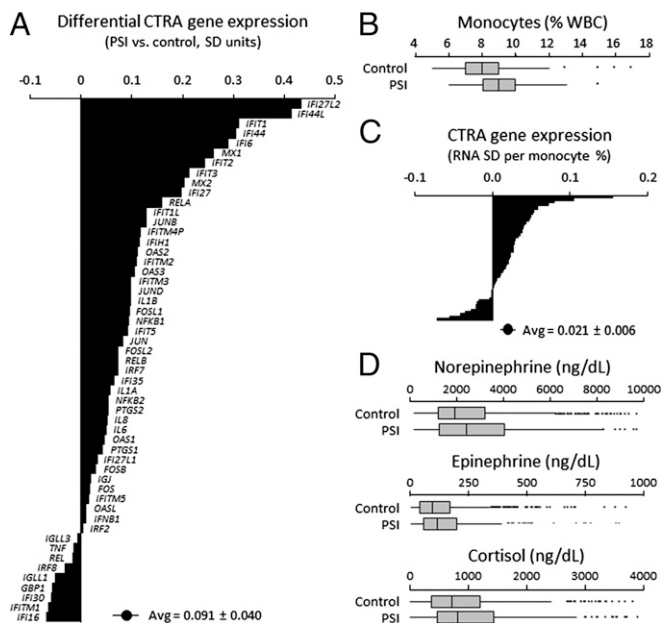 A
Differential CTRA gene expression
(PSI vs. control, SD units)
-0.1 0.0 0.1 0.2 0.3 0.4 0.5
IFI27L2
IFI44L
IFIT1
IFI44
IFI6
MX1
IFIT2
IFIT3
MX2
IFI27
RELA
IFIT1L
JUNB
IFITM4P
IFIH1
OAS2
IFITM2
OAS3
IFITM3
JUND
IL1B
FOSL1
NFKB1
IFIT5
JUN
FOSL2
RELB
IRF7
IFI35
IL1A
NFKB2
PTGS2
IL8
IL6
OAS1
PTGS1
IFI27L1
FOSB
IGJ
FOS
IFITM5
OASL
IFNB1
IRF2
IGLL3
TNF
REL
IRF8
IGLL1
GBP1
IFI30
IFITM1
IFI16
Avg = 0.091 ± 0.040
B
Monocytes (% WBC)
4 6 8 10 12 14 16 18
Control
PSI
C
CTRA gene expression
(RNA SD per monocyte %)
-0.1 0.0 0.1 0.2
Avg = 0.021 ± 0.006
D
Norepinephrine (ng/dL)
0 2000 4000 6000 8000 10000
Control
PSI
Epinephrine (ng/dL)
0 250 500 750 1000
Control
PSI
Cortisol (ng/dL)
0 1000 2000 3000 4000
Control
PSI